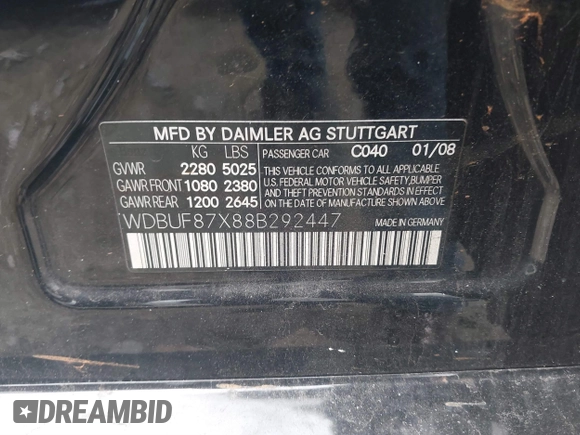 MFD BY DAIMLER AG STUTTGART
KG LBS PASSENGER CAR C040 01/08
GVWR 2280 5025
GAWR FRONT 1080 2380
GAWR REAR 1200 2645
THIS VEHICLE CONFORMS TO ALL APPLICABLE
U.S. FEDERAL MOTOR VEHICLE SAFETY, BUMPER
AND THEFT PREVENTION STANDARDS IN EFFECT
ON THE DATE OF MANUFACTURE SHOWN ABOVE.
WDBUF87X88B292447 MADE IN GERMANY
DREAMBID